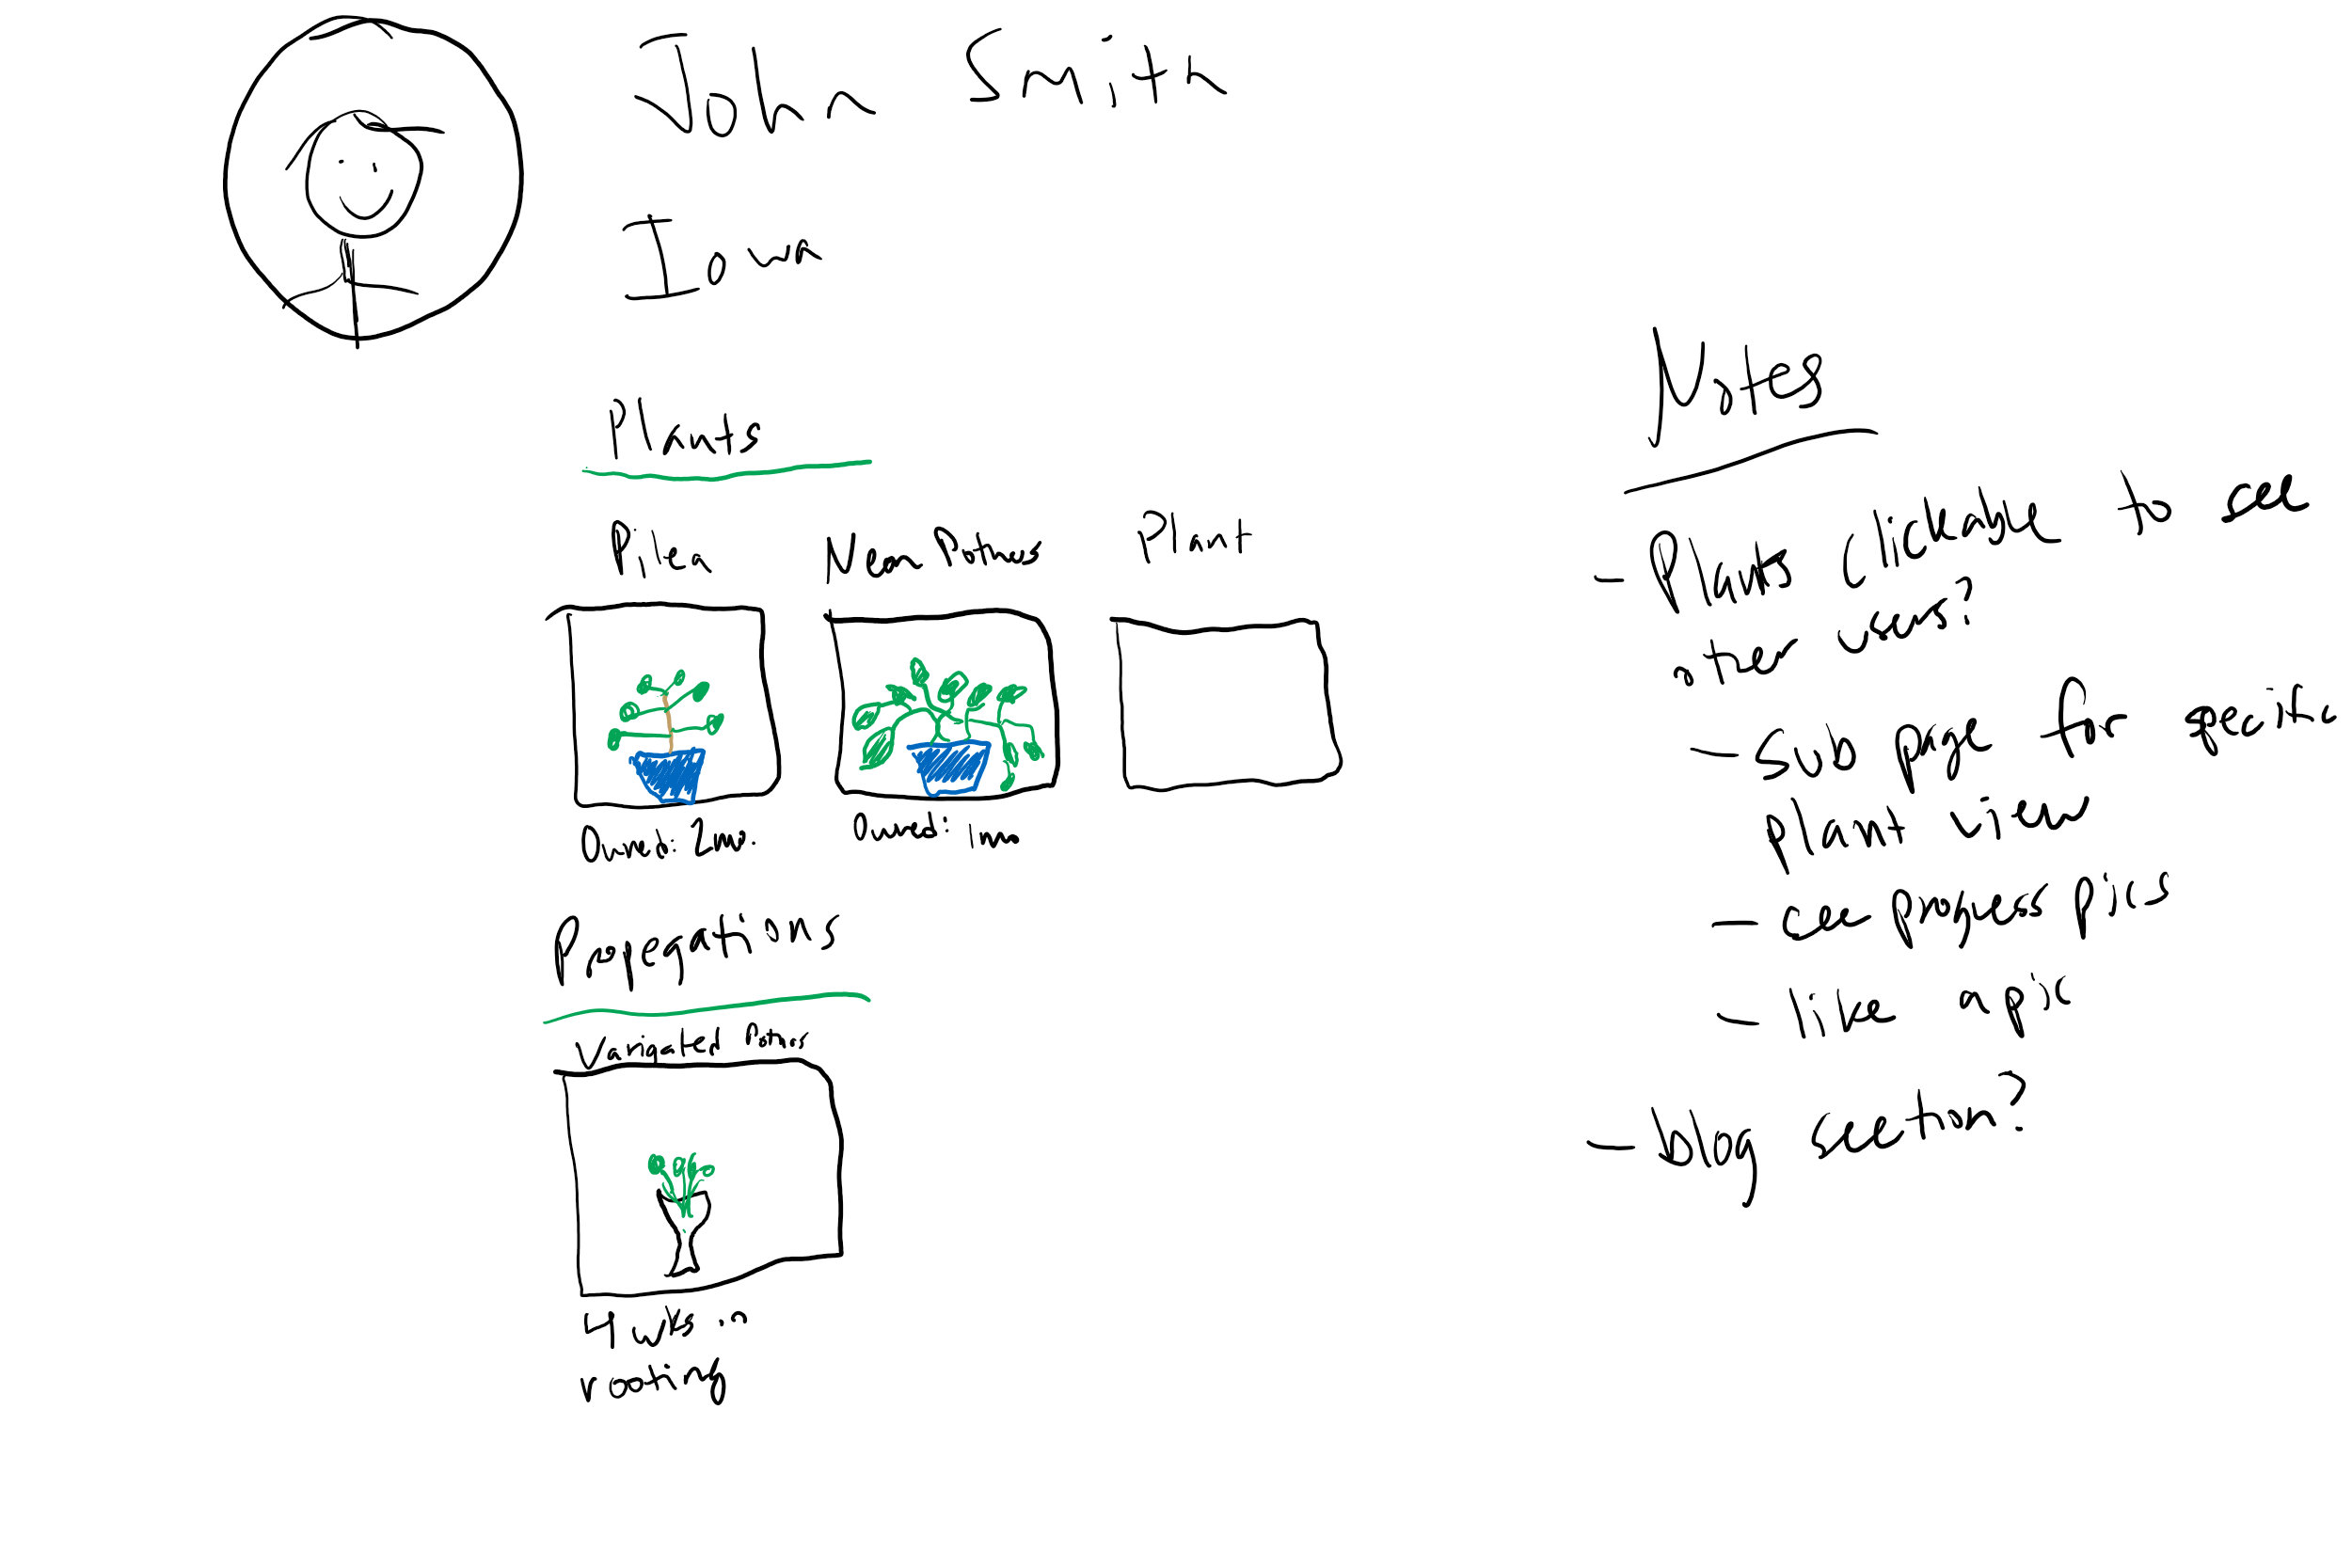 John Smith
Iowa
Plants
Pilea
Neon Pothos
Plant
Owned: 2mo.
Owned: 1mo
Propegations
Varigated Pothos
4 wks in
rooting
Notes
- Plants clickable to see
other users?
- Sub page for specific
plant view
- see progress pics
- like a pic
- blog section?